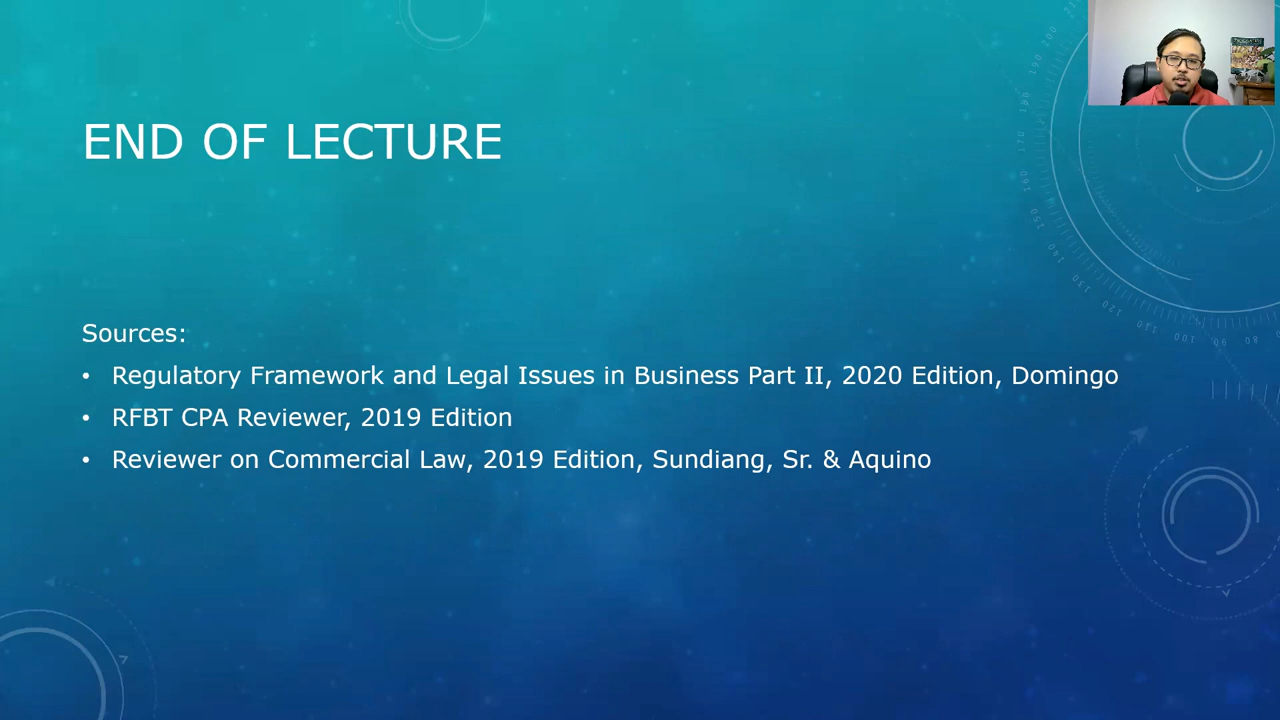 END OF LECTURE
Sources:
• Regulatory Framework and Legal Issues in Business Part II, 2020 Edition, Domingo
• RFBT CPA Reviewer, 2019 Edition
• Reviewer on Commercial Law, 2019 Edition, Sundiang, Sr. & Aquino